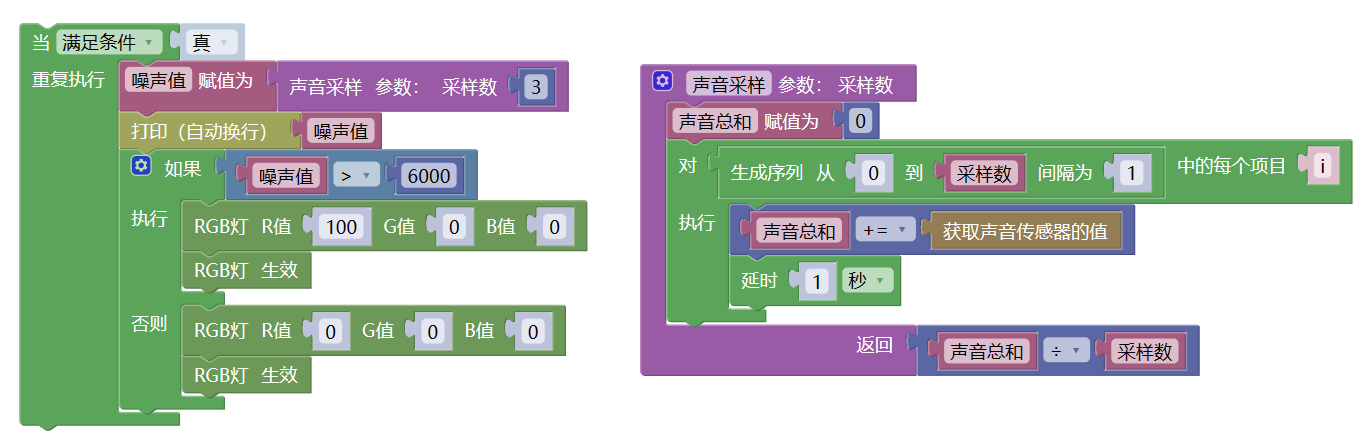 当 满足条件 真
重复执行 噪声值 赋值为 声音采样 参数： 采样数 3
打印（自动换行） 噪声值
如果 噪声值 > 6000
执行 RGB灯 R值 100 G值 0 B值 0
RGB灯 生效
否则 RGB灯 R值 0 G值 0 B值 0
RGB灯 生效
声音采样 参数： 采样数
声音总和 赋值为 0
对 生成序列 从 0 到 采样数 间隔为 1 中的每个项目 i
执行 声音总和 += 获取声音传感器的值
延时 1 秒
返回 声音总和 ÷ 采样数